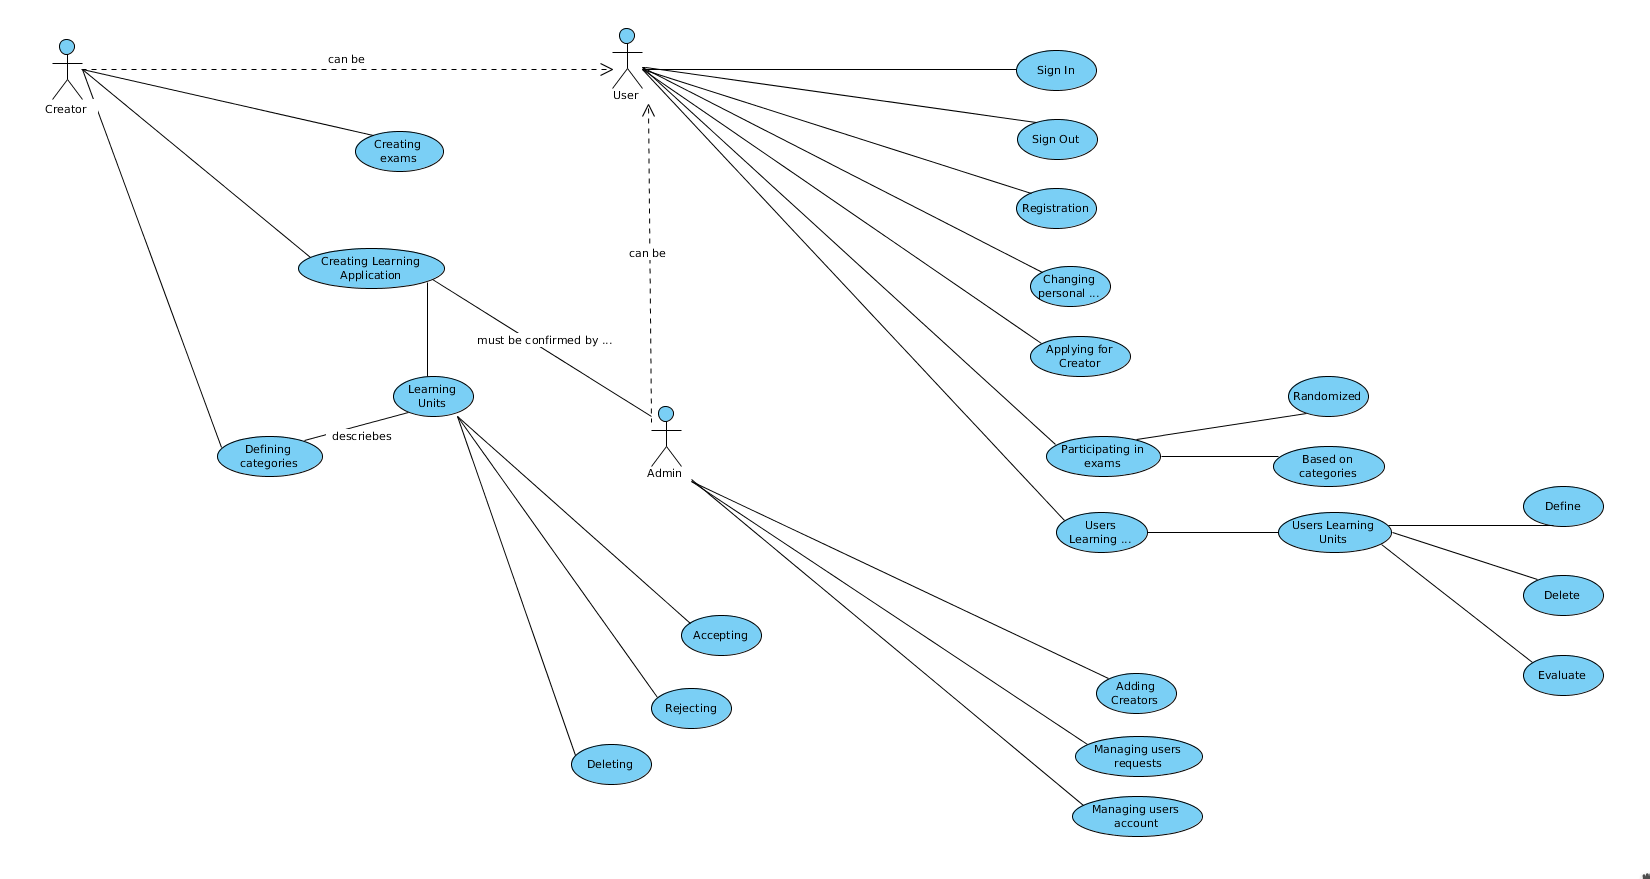 can be
User
Creator
Sign In
Sign Out
Creating
exams
Registration
can be
Creating Learning
Application
Changing
personal ...
must be confirmed by ...
Applying for
Creator
Learning
Units
Randomized
descriebes
Defining
categories
Admin
Participating in
exams
Based on
categories
Define
Users
Learning ...
Users Learning
Units
Delete
Accepting
Evaluate
Adding
Creators
Rejecting
Deleting
Managing users
requests
Managing users
account